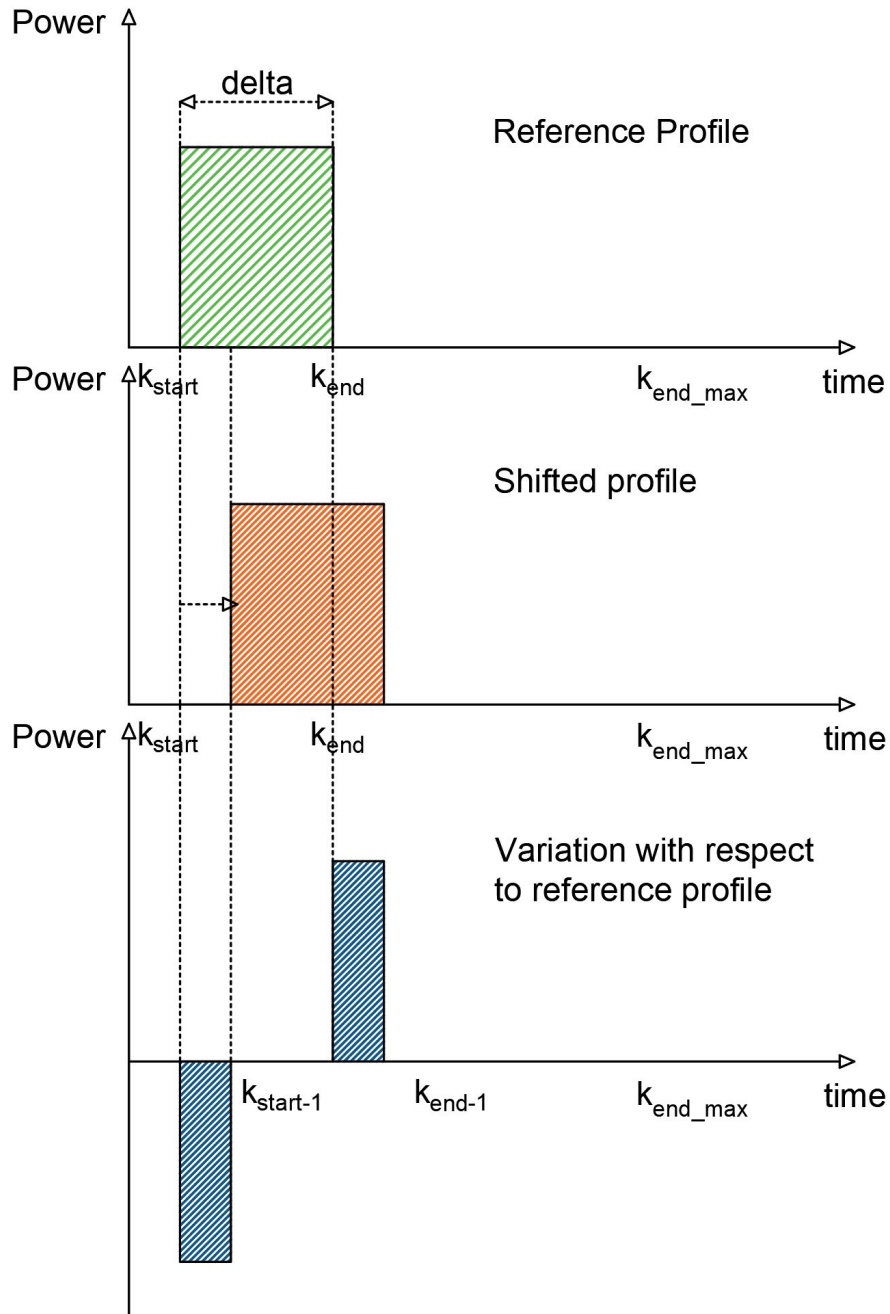 Power
delta
Reference Profile
Power
k_start
k_end
k_end_max
time
Shifted profile
Power
k_start
k_end
k_end_max
time
Variation with respect
to reference profile
k_start-1
k_end-1
k_end_max
time